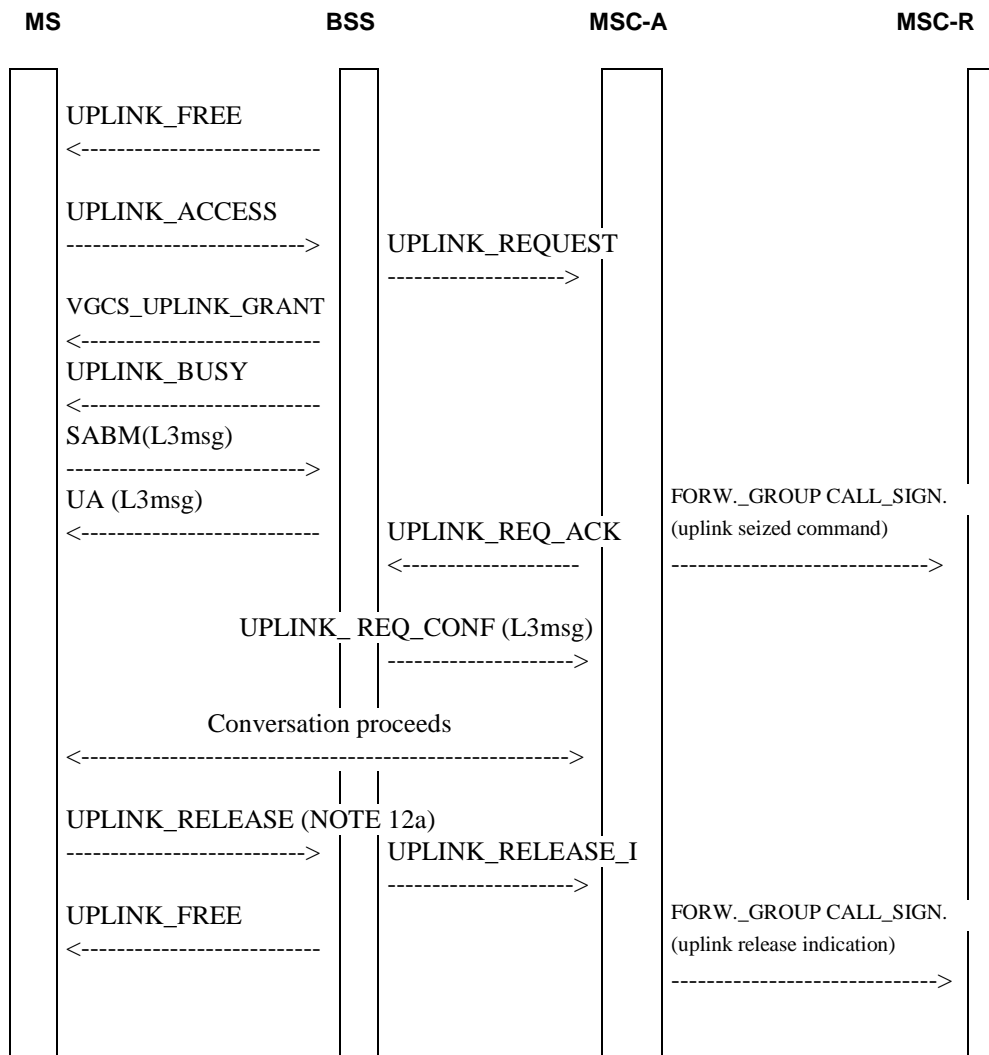 MS BSS MSC-A MSC-R
UPLINK_FREE
<---------------------------
UPLINK_ACCESS
---------------------------> UPLINK_REQUEST
-------------------->
VGCS_UPLINK_GRANT
<---------------------------
UPLINK_BUSY
<---------------------------
SABM(L3msg)
--------------------------->
UA (L3msg) FORW._GROUP CALL_SIGN.
<--------------------------- UPLINK_REQ_ACK (uplink seized command)
<-------------------- ----------------------------->
UPLINK_ REQ_CONF (L3msg)
--------------------->
Conversation proceeds
<------------------------------------------------------->
UPLINK_RELEASE (NOTE 12a)
---------------------------> UPLINK_RELEASE_I
--------------------->
UPLINK_FREE FORW._GROUP CALL_SIGN.
<--------------------------- (uplink release indication)
------------------------------>